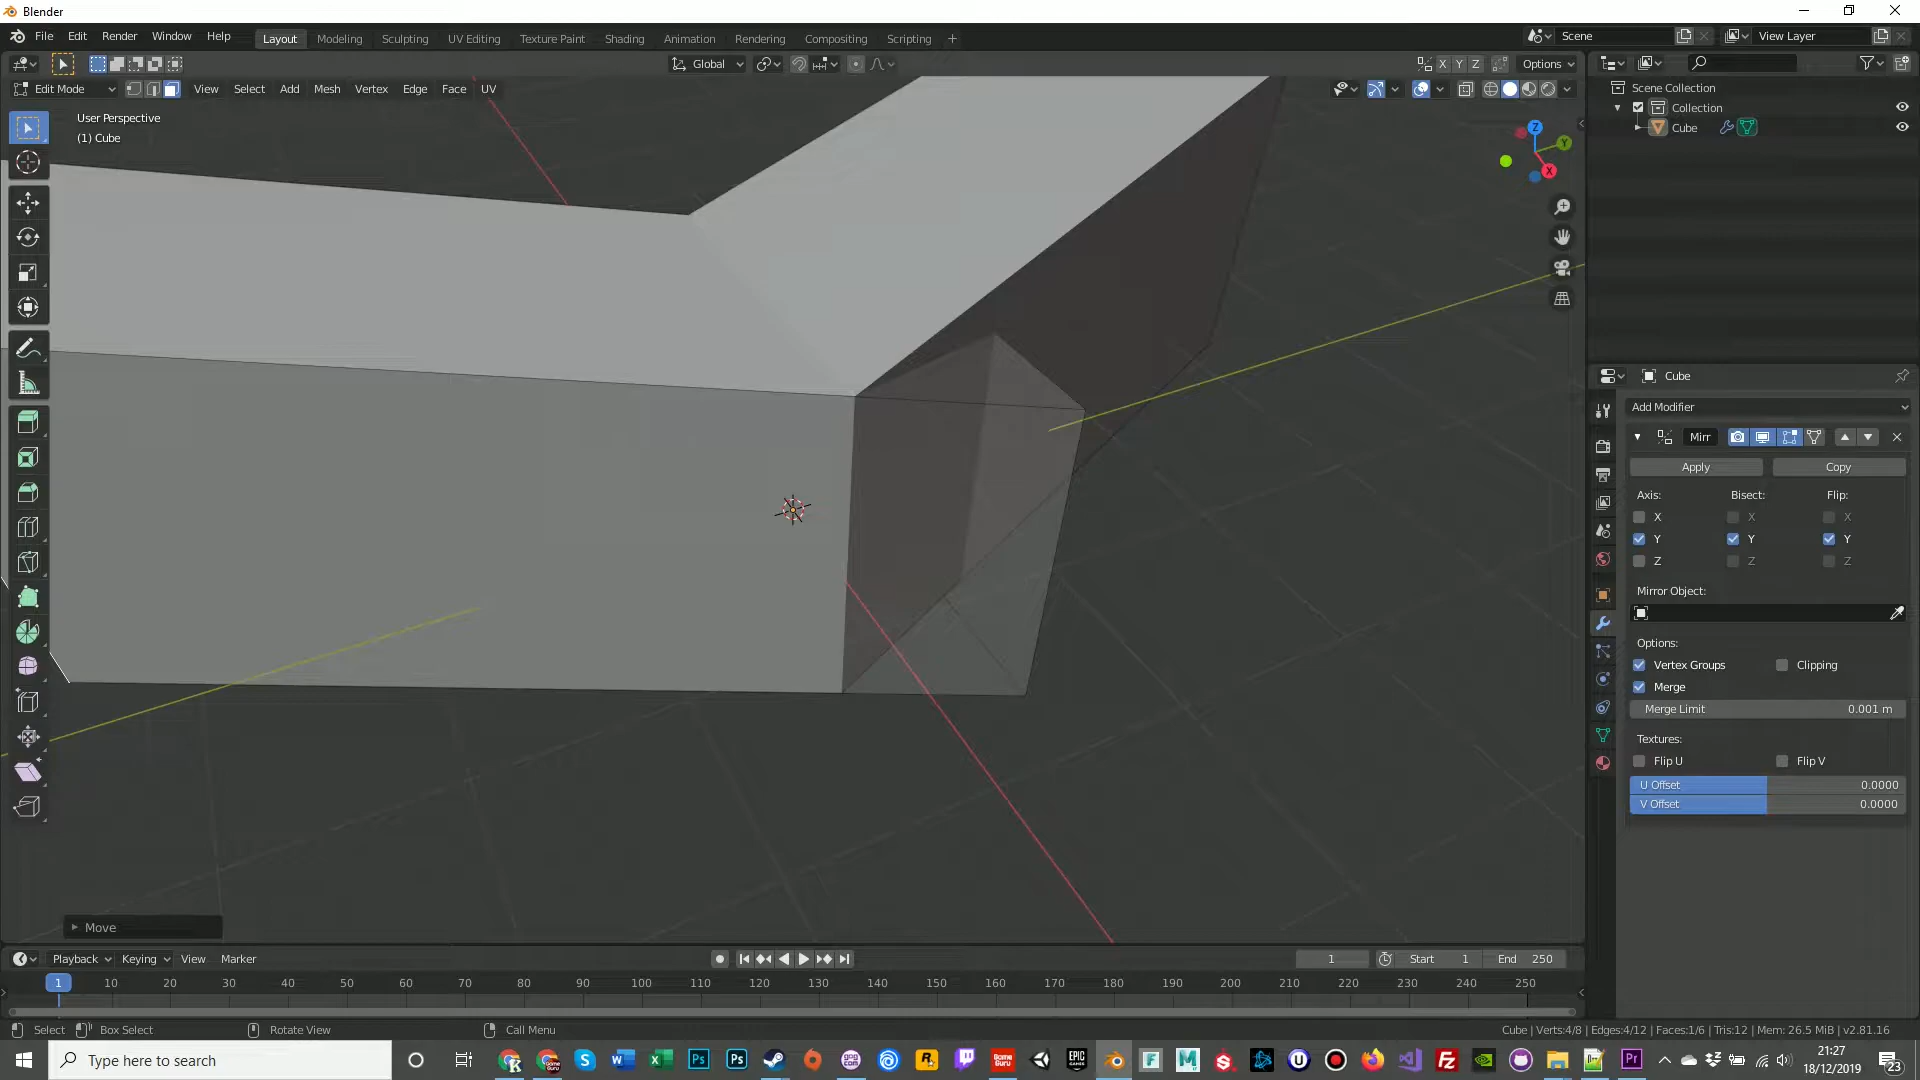 Blender
File Edit Render Window Help Layout Modeling Sculpting UV Editing Texture Paint Shading Animation Rendering Compositing Scripting + Scene View Layer
Global X Y Z Options
Edit Mode View Select Add Mesh Vertex Edge Face UV
User Perspective
(1) Cube
Z
Y
X
Scene Collection
Collection
Cube
Cube
Add Modifier
Mirr
Apply Copy
Axis: Bisect: Flip:
X X X
Y Y Y
Z Z Z
Mirror Object:
Options:
Vertex Groups Clipping
Merge
Merge Limit 0.001 m
Textures:
Flip U Flip V
U Offset 0.0000
V Offset 0.0000
Move
Playback Keying View Marker 1 Start 1 End 250
1 10 20 30 40 50 60 70 80 90 100 110 120 130 140 150 160 170 180 190 200 210 220 230 240 250
Select Box Select Rotate View Call Menu Cube | Verts:4/8 | Edges:4/12 | Faces:1/6 | Tris:12 | Mem: 26.5 MiB | v2.81.16
Type here to search
21:27
18/12/2019
23